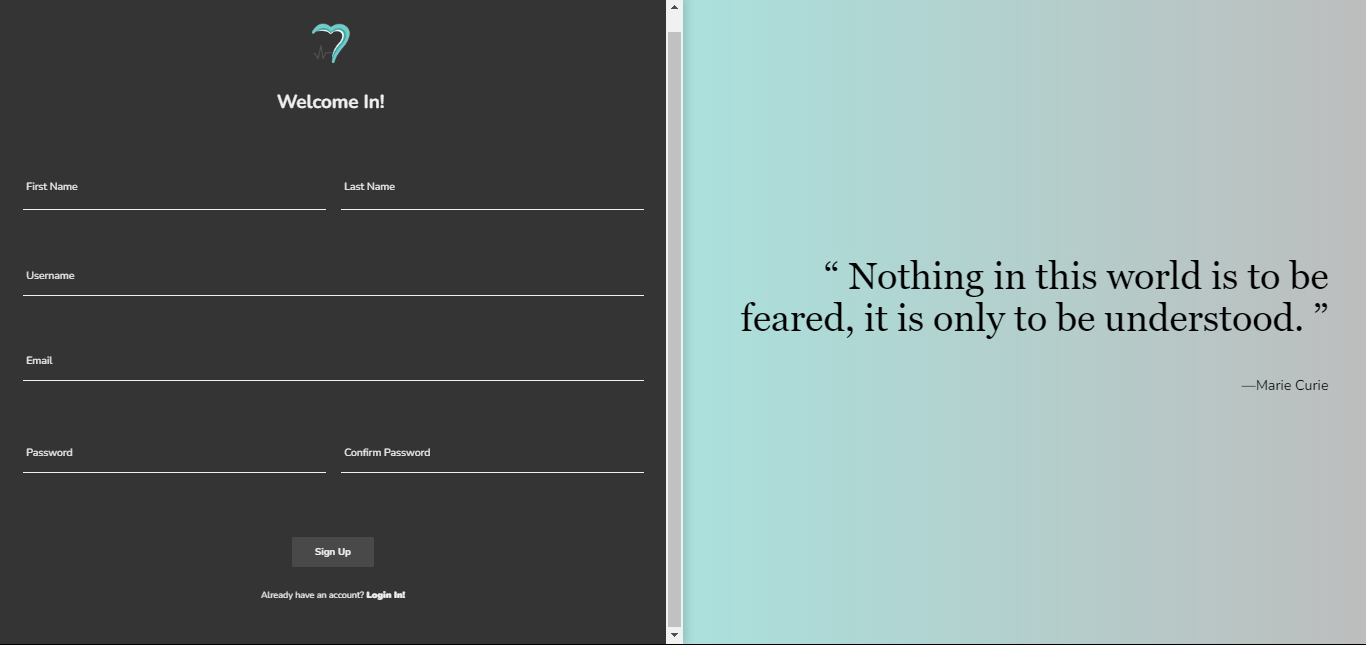 Welcome In!
First Name
Last Name
Username
Email
Password
Confirm Password
Sign Up
Already have an account? Login In!
“ Nothing in this world is to be
feared, it is only to be understood. ”
—Marie Curie